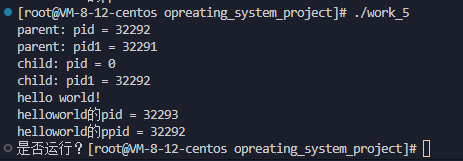 [root@VM-8-12-centos opreating_system_project]# ./work_5
parent: pid = 32292
parent: pid1 = 32291
child: pid = 0
child: pid1 = 32292
hello world!
helloworld的pid = 32293
helloworld的ppid = 32292
是否运行？[root@VM-8-12-centos opreating_system_project]#